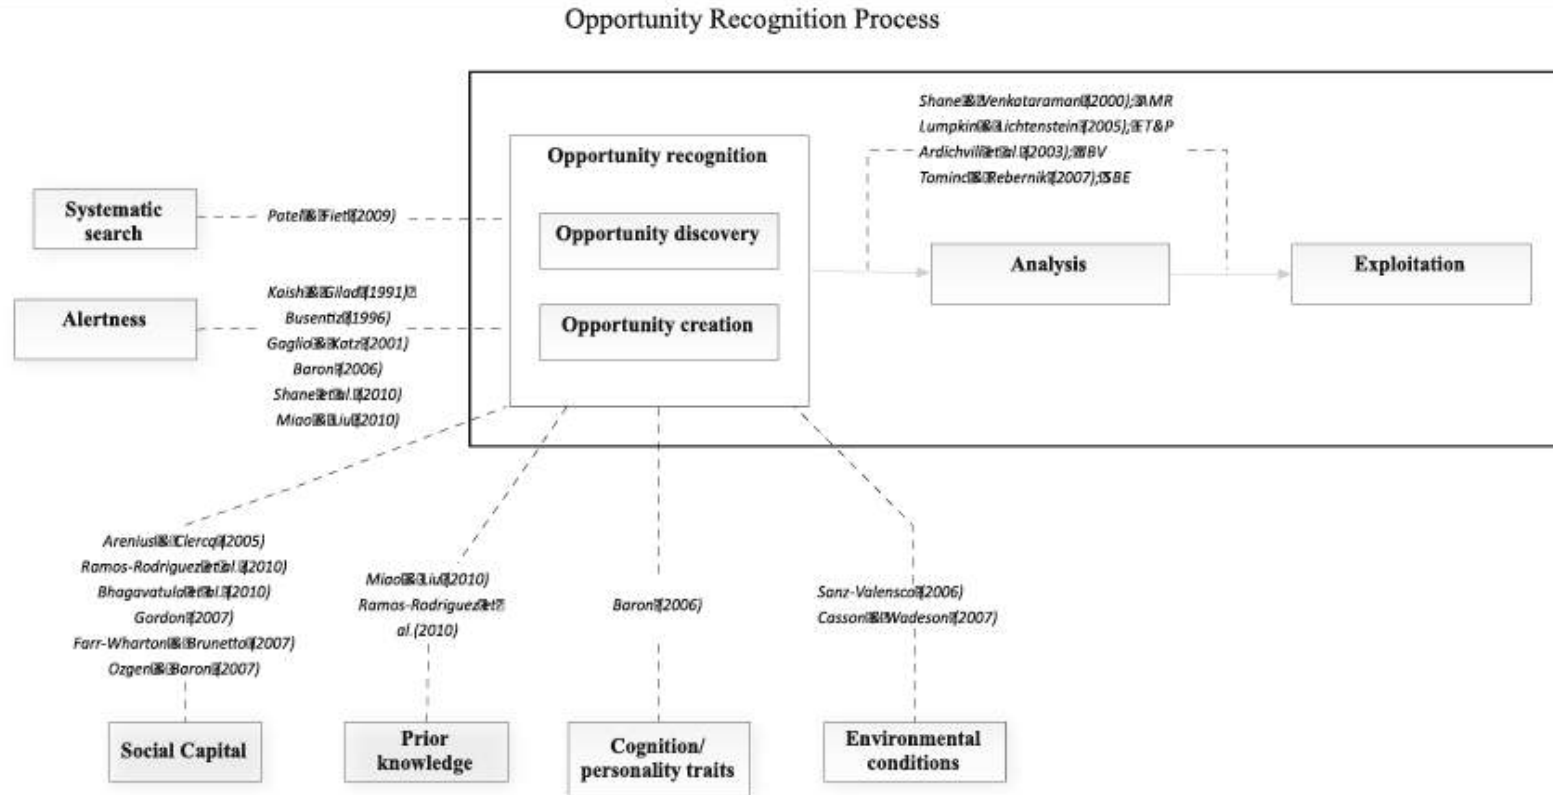 Opportunity Recognition Process
Shane & Venkataraman (2000); AMR
Lumpkin & Lichtenstein (2005); ET&P
Ardichvili et al. (2003); JBV
Tominc & Rebernik (2007); SBE
Opportunity recognition
Systematic
search
Patel & Fiet (2009)
Opportunity discovery
Analysis
Exploitation
Alertness
Kaish & Gilad (1991)
Busentiz (1996)
Gaglio & Katz (2001)
Baron (2006)
Shane et al. (2010)
Miao & Liu (2010)
Opportunity creation
Arenius & Clercq (2005)
Ramos-Rodriguez et al. (2010)
Bhagavatula et al. (2010)
Gordon (2007)
Farr-Wharton & Brunetto (2007)
Ozgen & Baron (2007)
Miao & Liu (2010)
Ramos-Rodriguez et
al.(2010)
Baron (2006)
Sanz-Valensco (2006)
Casson & Wadeson (2007)
Social Capital
Prior
knowledge
Cognition/
personality traits
Environmental
conditions